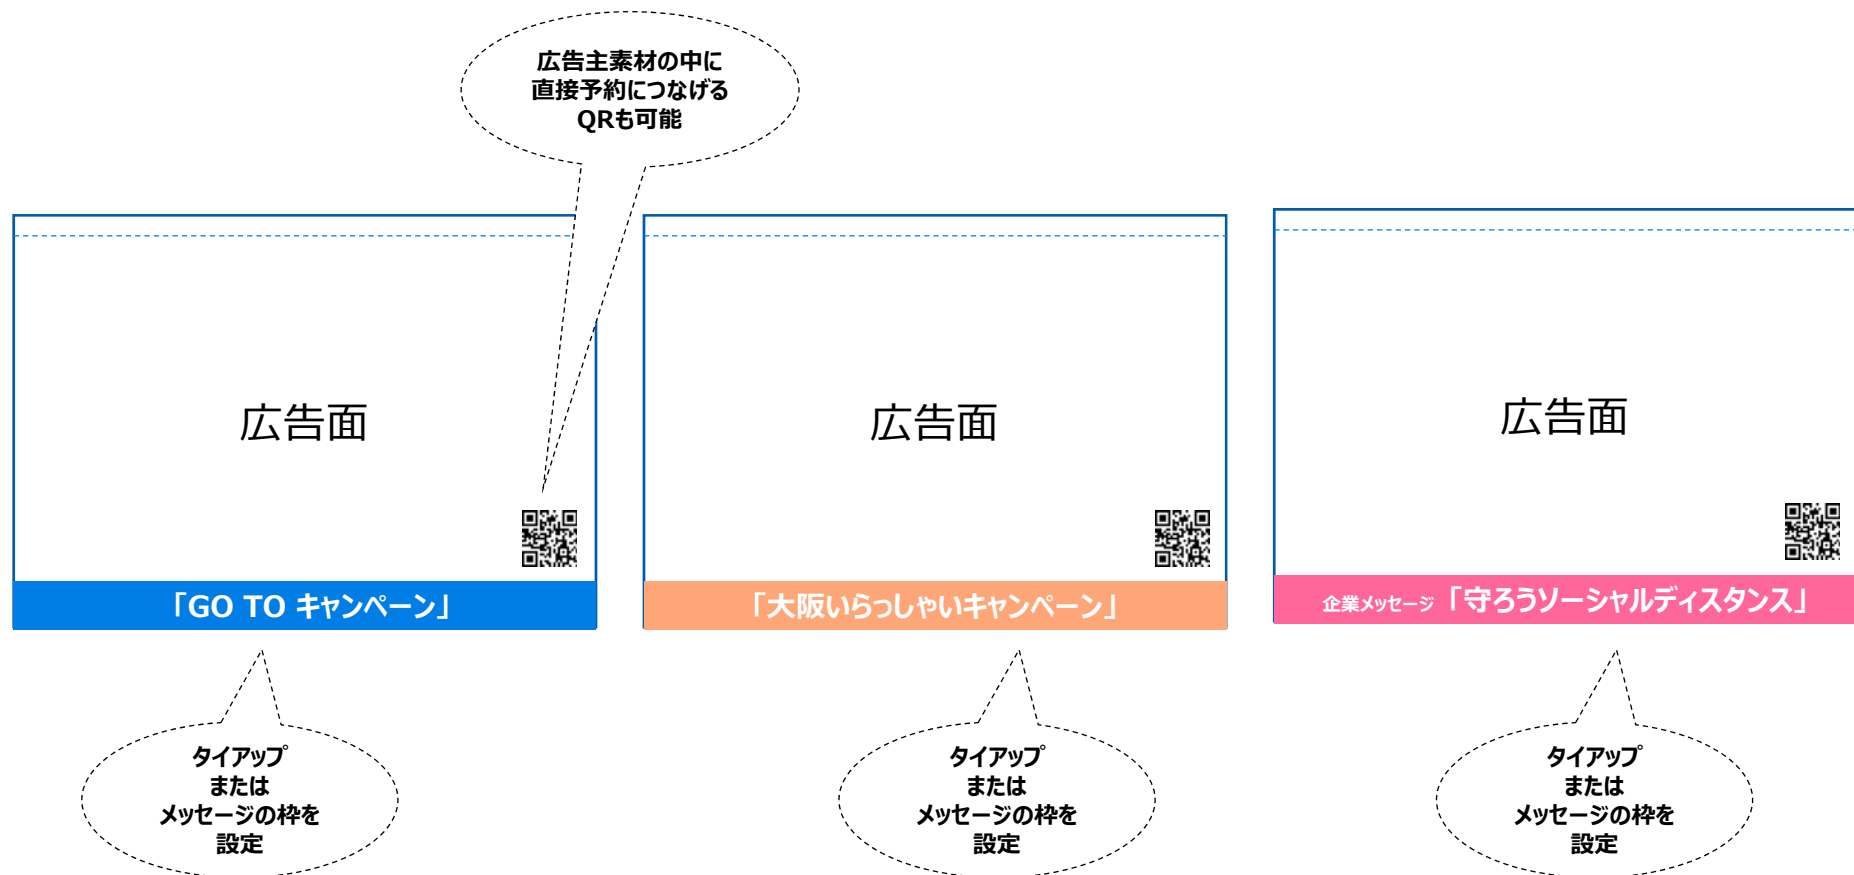 広告主素材の中に
直接予約につなげる
QRも可能
広告面
広告面
広告面
「GO TO キャンペーン」
「大阪いらっしゃいキャンペーン」
企業メッセージ「守ろうソーシャルディスタンス」
タイアップ
または
メッセージの枠を
設定
タイアップ
または
メッセージの枠を
設定
タイアップ
または
メッセージの枠を
設定